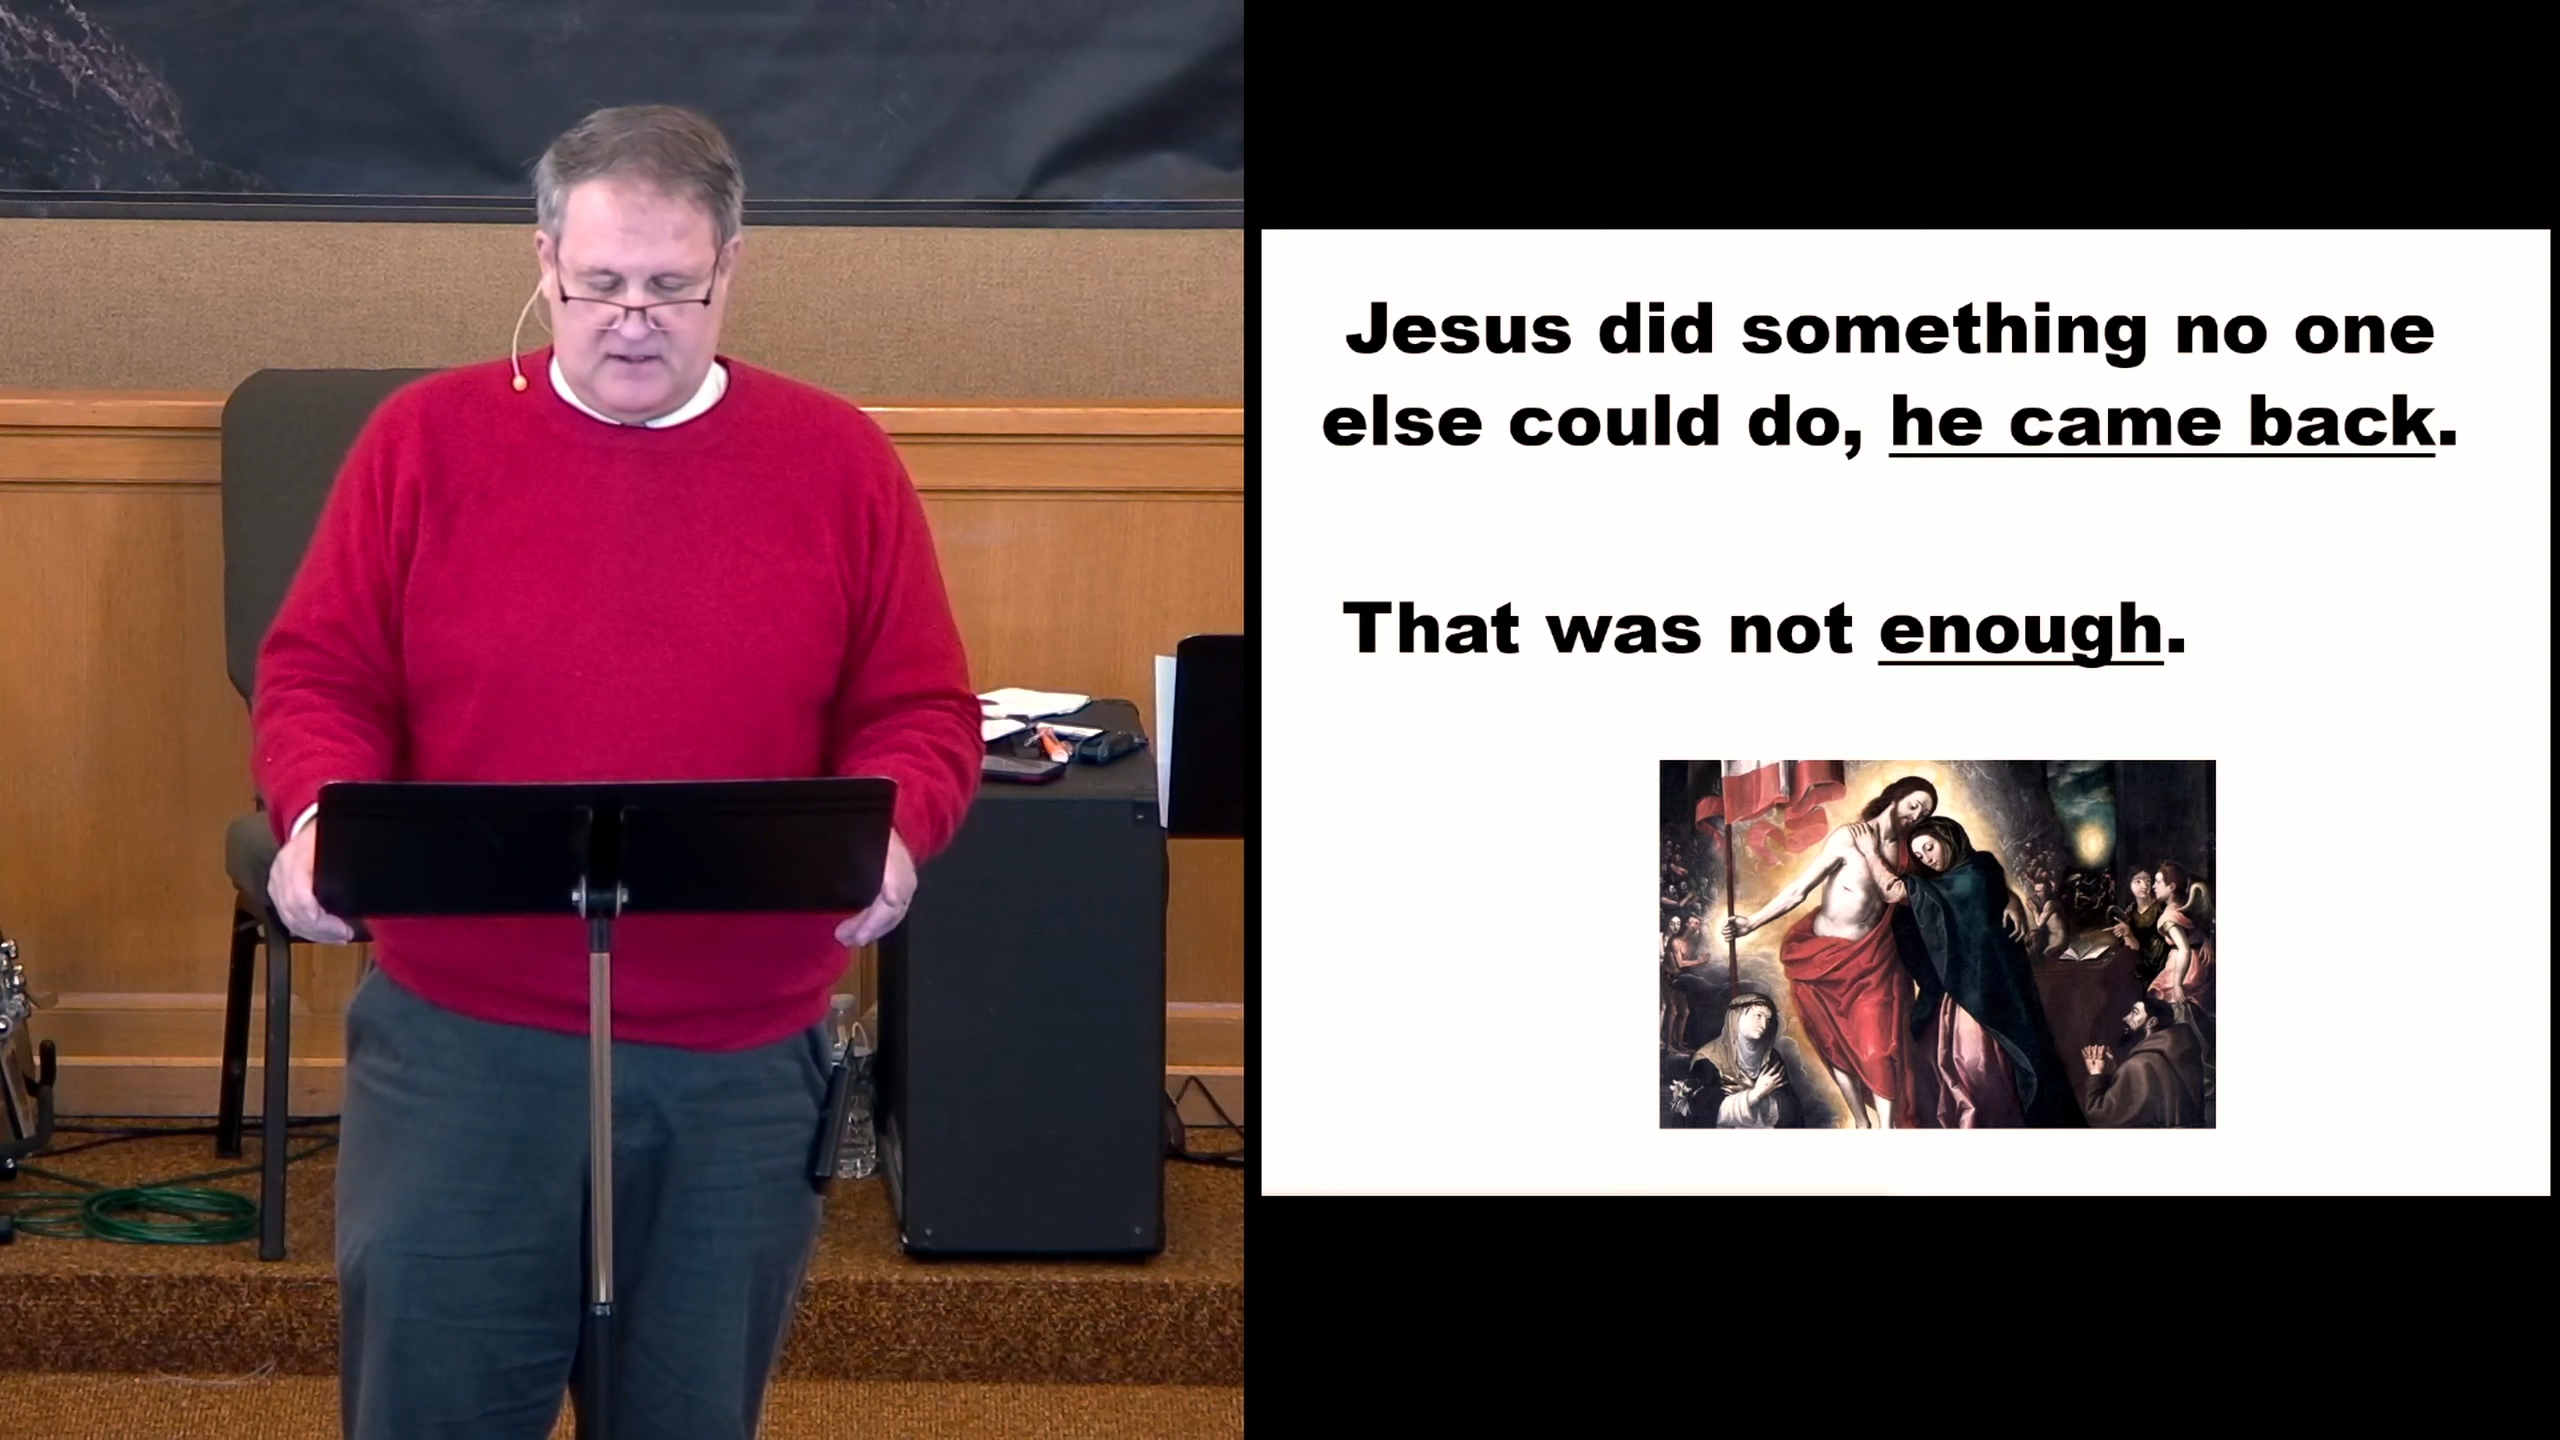 Jesus did something no one
else could do, he came back.
That was not enough.